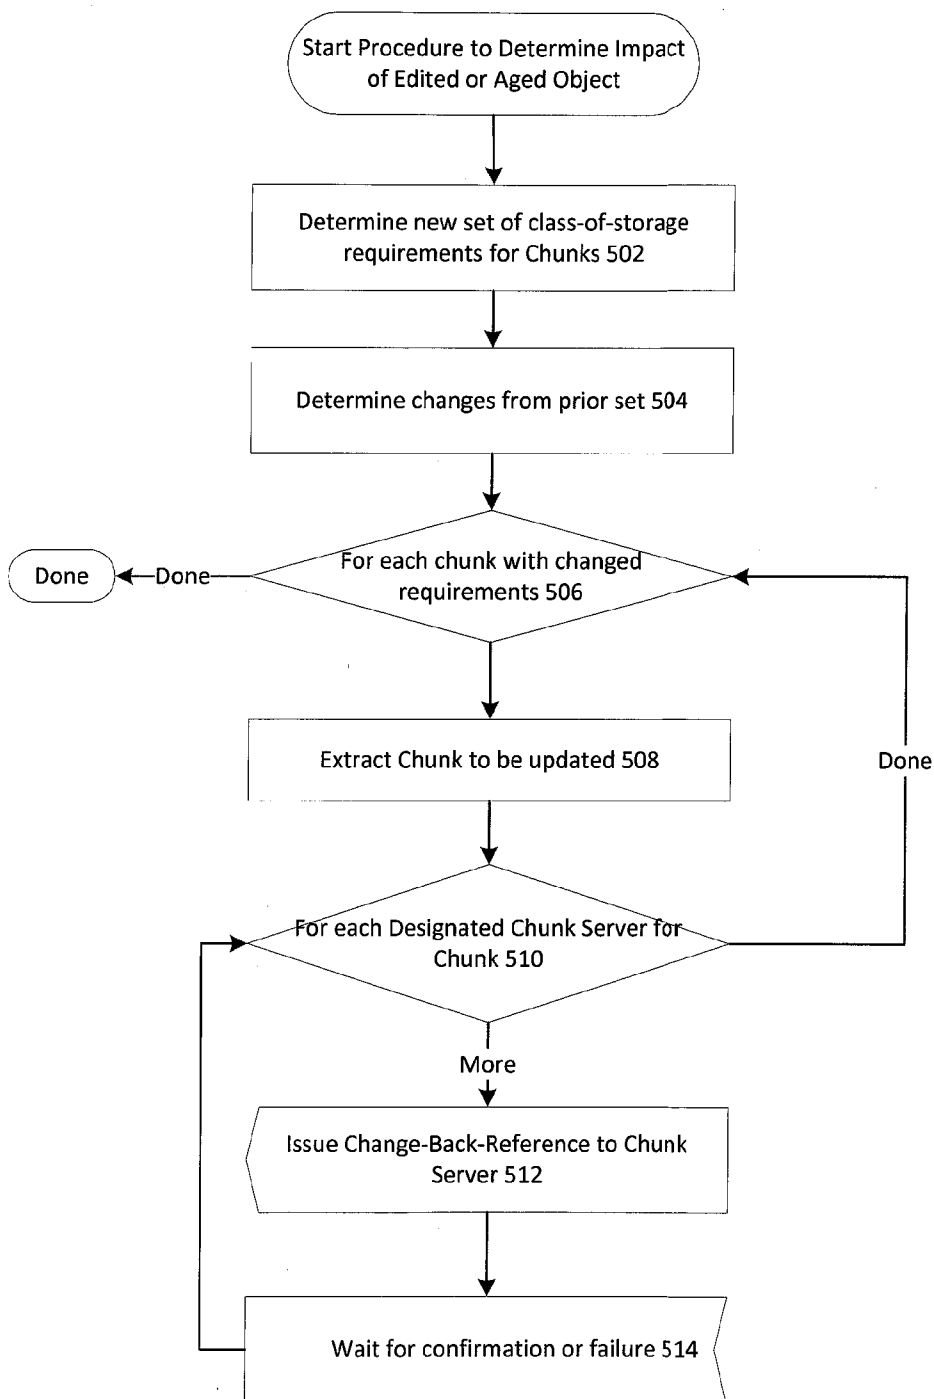 Start Procedure to Determine Impact
of Edited or Aged Object
Determine new set of class-of-storage
requirements for Chunks 502
Determine changes from prior set 504
For each chunk with changed
requirements 506
Done
Done
Extract Chunk to be updated 508
Done
For each Designated Chunk Server for
Chunk 510
More
Issue Change-Back-Reference to Chunk
Server 512
Wait for confirmation or failure 514